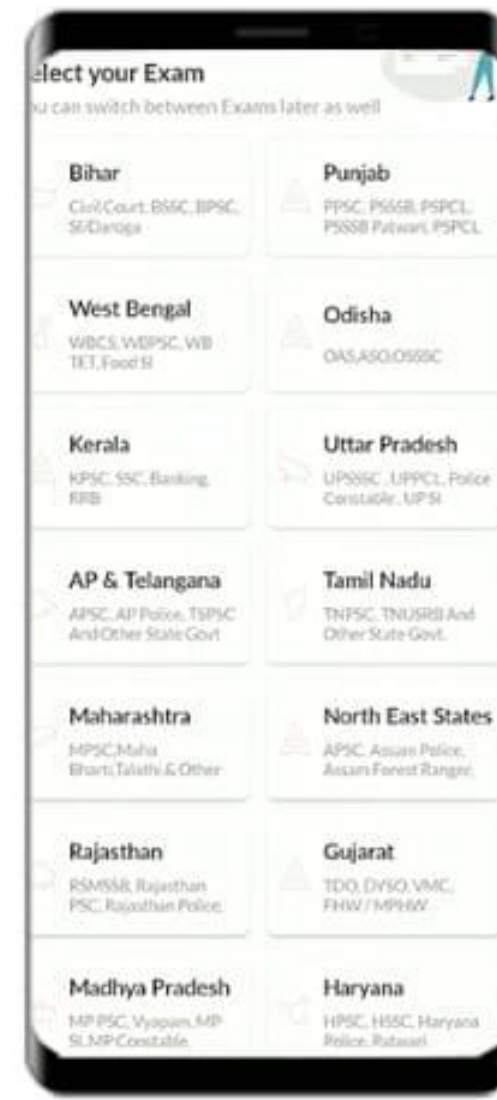 elect your Exam
ou can switch between Exams later as well
Bihar
Civil Court, BSSC, BPSC,
SI/Daroga
Punjab
PPSC, PSSSB, PSPCL,
PSSSB Patwari, PSPCL
West Bengal
WBCS, WBPSC, WB
TET, Food SI
Odisha
OAS,ASO,OSSSC
Kerala
KPSC, SSC, Banking,
RRB
Uttar Pradesh
UPSSSC , UPPCL, Police
Constable, UP SI
AP & Telangana
APSC, AP Police, TSPSC
And Other State Govt
Tamil Nadu
TNPSC, TNUSRB And
Other State Govt.
Maharashtra
MPSC,Maha
Bharti,Talathi & Other
North East States
APSC, Assam Police,
Assam Forest Ranger,
Rajasthan
RSMSSB, Rajasthan
PSC, Rajasthan Police,
Gujarat
TDO, DYSO, VMC,
FHW / MPHW
Madhya Pradesh
MP PSC, Vyapam, MP
SI,MP Constable
Haryana
HPSC, HSSC, Haryana
Police, Patwari